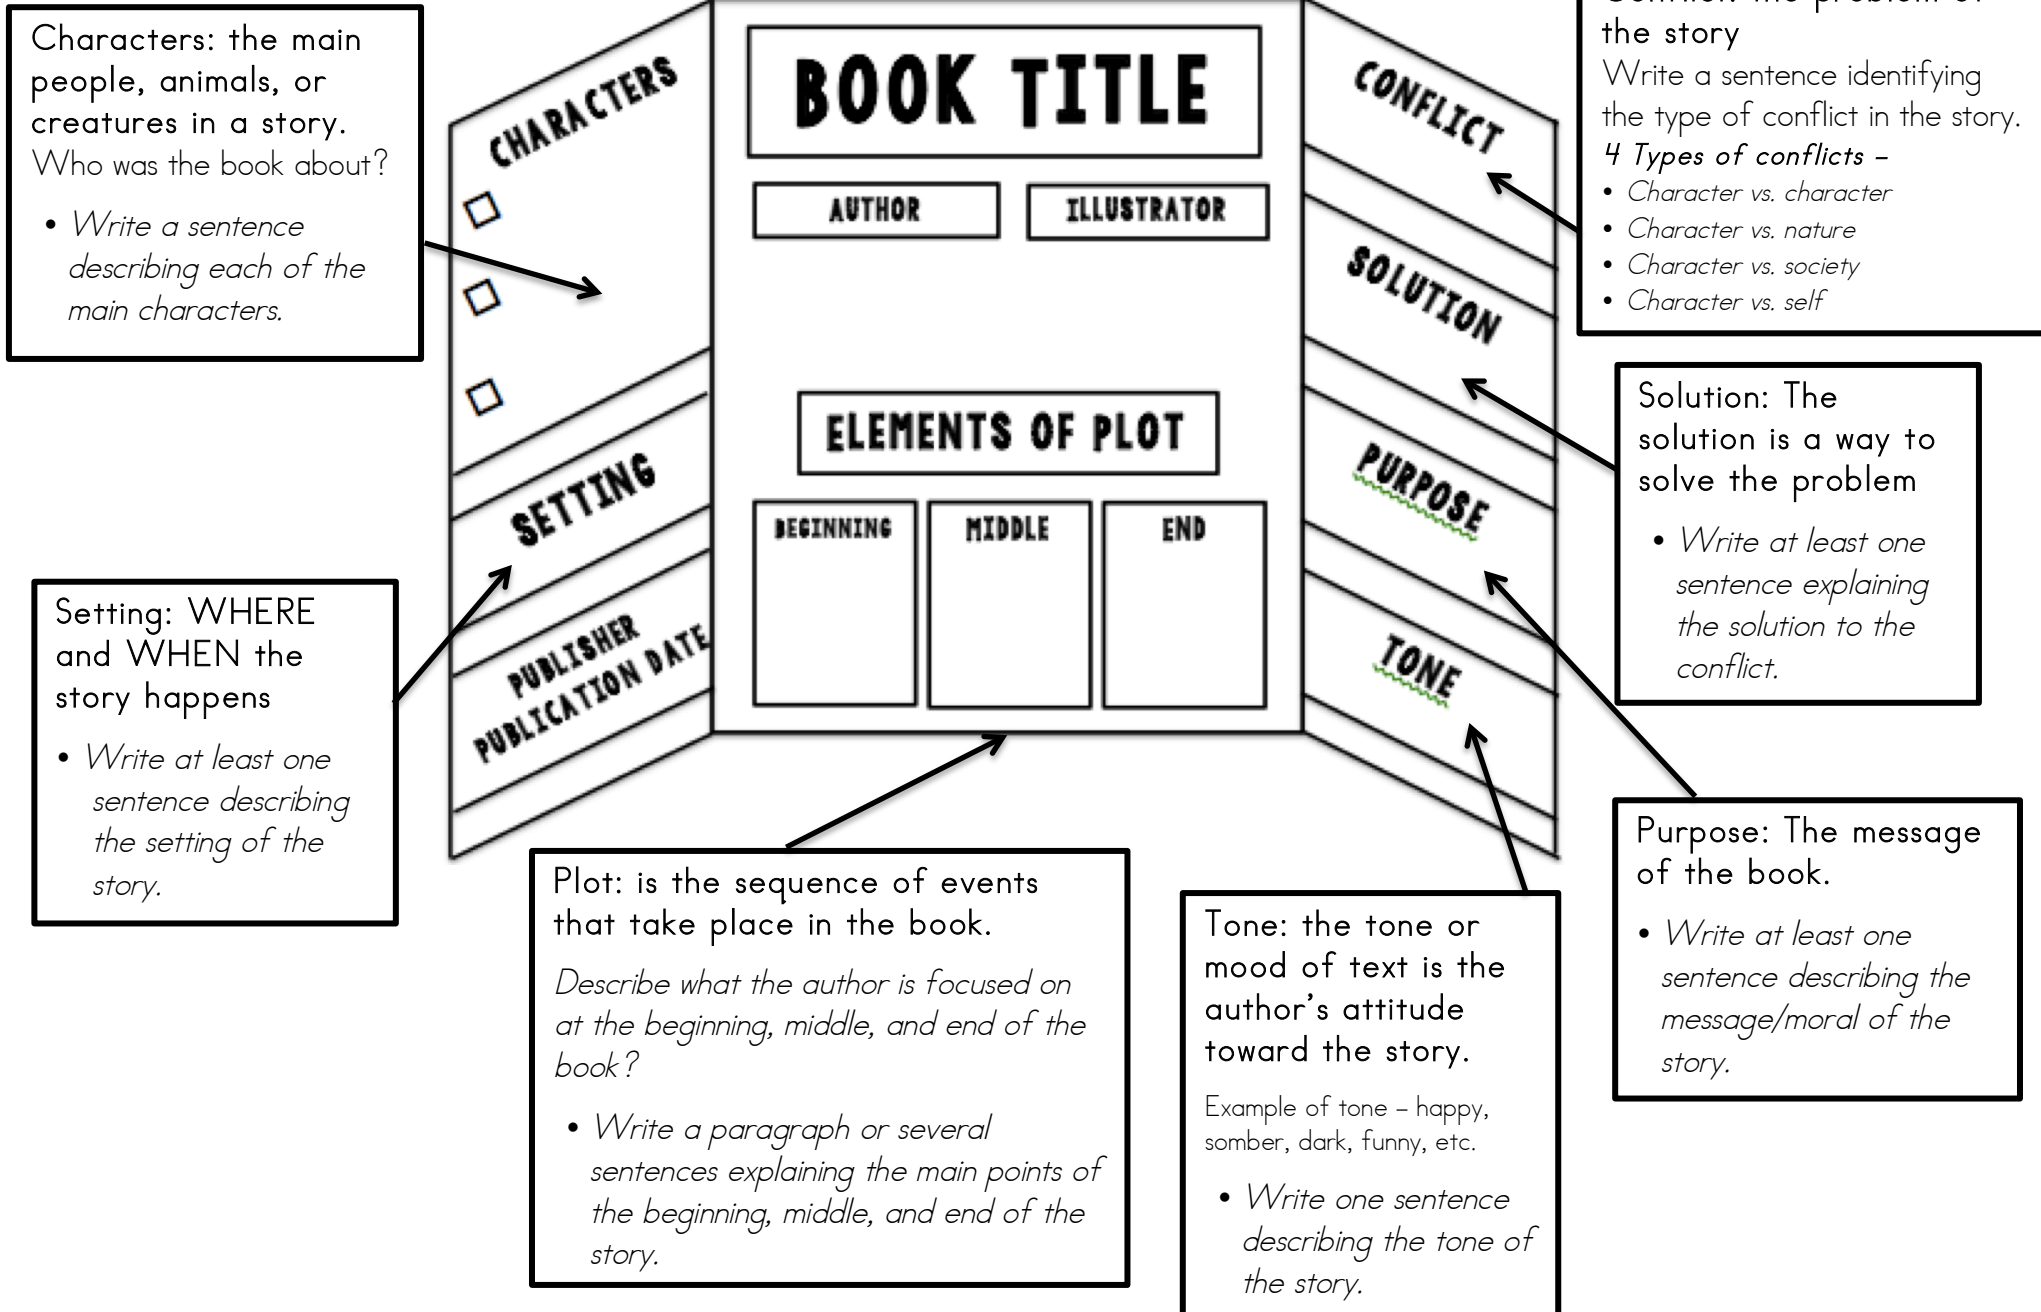 Characters: the main
people, animals, or
creatures in a story.
Who was the book about?
• Write a sentence
describing each of the
main characters.
Setting: WHERE
and WHEN the
story happens
• Write at least one
sentence describing
the setting of the
story.
CHARACTERS
SETTING
PUBLISHER
PUBLICATION DATE
BOOK TITLE
AUTHOR
ILLUSTRATOR
ELEMENTS OF PLOT
BEGINNING
MIDDLE
END
CONFLICT
SOLUTION
PURPOSE
TONE
Plot: is the sequence of events
that take place in the book.
Describe what the author is focused on
at the beginning, middle, and end of the
book?
• Write a paragraph or several
sentences explaining the main points of
the beginning, middle, and end of the
story.
Tone: the tone or
mood of text is the
author's attitude
toward the story.
Example of tone – happy,
somber, dark, funny, etc.
• Write one sentence
describing the tone of
the story.
Conflict: the problem of
the story
Write a sentence identifying
the type of conflict in the story.
4 Types of conflicts –
• Character vs. character
• Character vs. nature
• Character vs. society
• Character vs. self
Solution: The
solution is a way to
solve the problem
• Write at least one
sentence explaining
the solution to the
conflict.
Purpose: The message
of the book.
• Write at least one
sentence describing the
message/moral of the
story.